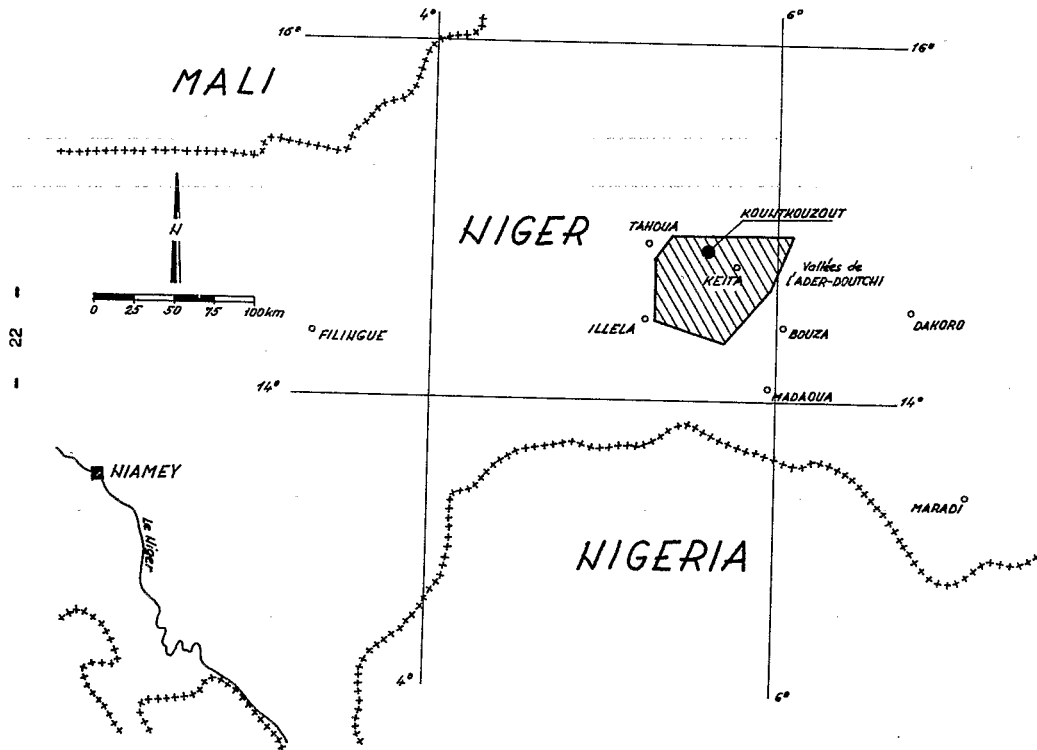 4°
6°
16°
16°
MALI
N
NIGER
TAHOUA
KOUNTKOUZOUT
KEITA
Vallées de
l'ADER-DOUTCHI
0 25 50 75 100km
FILINGUE
ILLELA
BOUZA
DAKORO
- 22 -
14°
MADAOUA
14°
NIAMEY
Le Niger
MARADI
NIGERIA
4°
6°